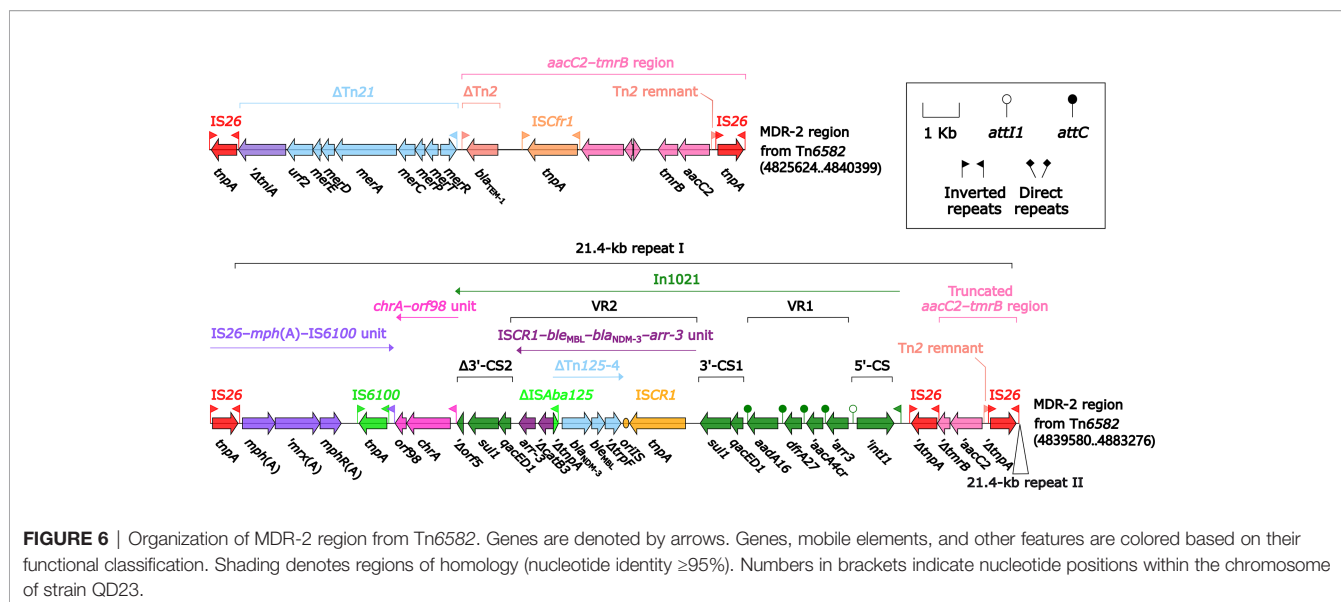 aacC2–tmrB region
ΔTn21
ΔTn2
Tn2 remnant
IS26
ISCfr1
IS26
MDR-2 region
from Tn6582
(4825624..4840399)
tnpA
'ΔtniA
urf2
merE
merD
merA
merC
merP
merT
merR
blaTEM-1
tnpA
tmrB
aacC2
tnpA
1 Kb
attI1
attC
Inverted
repeats
Direct
repeats
21.4-kb repeat I
In1021
chrA–orf98 unit
VR2
VR1
Truncated
aacC2–tmrB
region
IS26–mph(A)–IS6100 unit
ISCR1–bleMBL–blaNDM-3–arr-3 unit
Tn2 remnant
Δ3'-CS2
ΔTn125-4
3'-CS1
5'-CS
IS26
IS6100
ΔISAba125
ISCR1
IS26
IS26
MDR-2 region
from Tn6582
(4839580..4883276)
tnpA
mph(A)
'mrx(A)
mphR(A)
tnpA
orf98
chrA
'Δorf5
sul1
qacED1
arr-3
'ΔcatB3
'ΔtnpA
blaNDM-3
bleMBL
'ΔtrpF
oriIS
tnpA
sul1
qacED1
aadA16
dfrA27
'aacA4cr
'arr3
'intI1
'ΔtnpA
'ΔtmrB
'aacC2
'ΔtnpA
21.4-kb repeat II
FIGURE 6 | Organization of MDR-2 region from Tn6582. Genes are denoted by arrows. Genes, mobile elements, and other features are colored based on their
functional classification. Shading denotes regions of homology (nucleotide identity ≥95%). Numbers in brackets indicate nucleotide positions within the chromosome
of strain QD23.